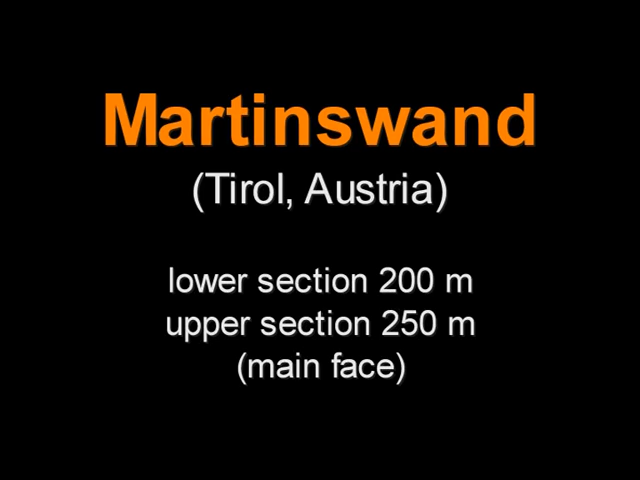 Martinswand
(Tirol, Austria)
lower section 200 m
upper section 250 m
(main face)